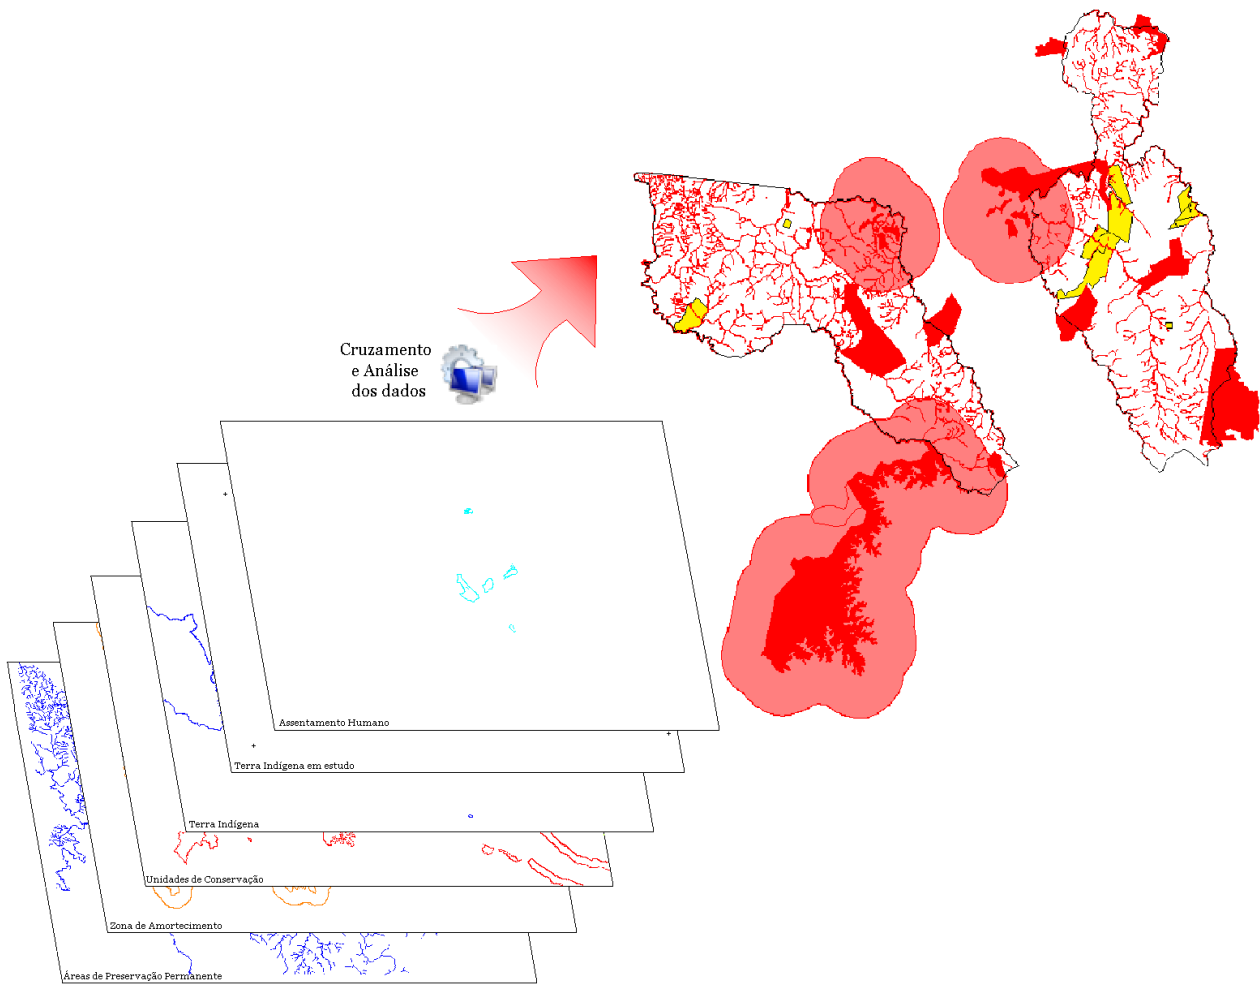 Cruzamento
e Análise
dos dados
Assentamento Humano
Terra Indígena em estudo
Terra Indígena
Unidades de Conservação
Zona de Amortecimento
Áreas de Preservação Permanente